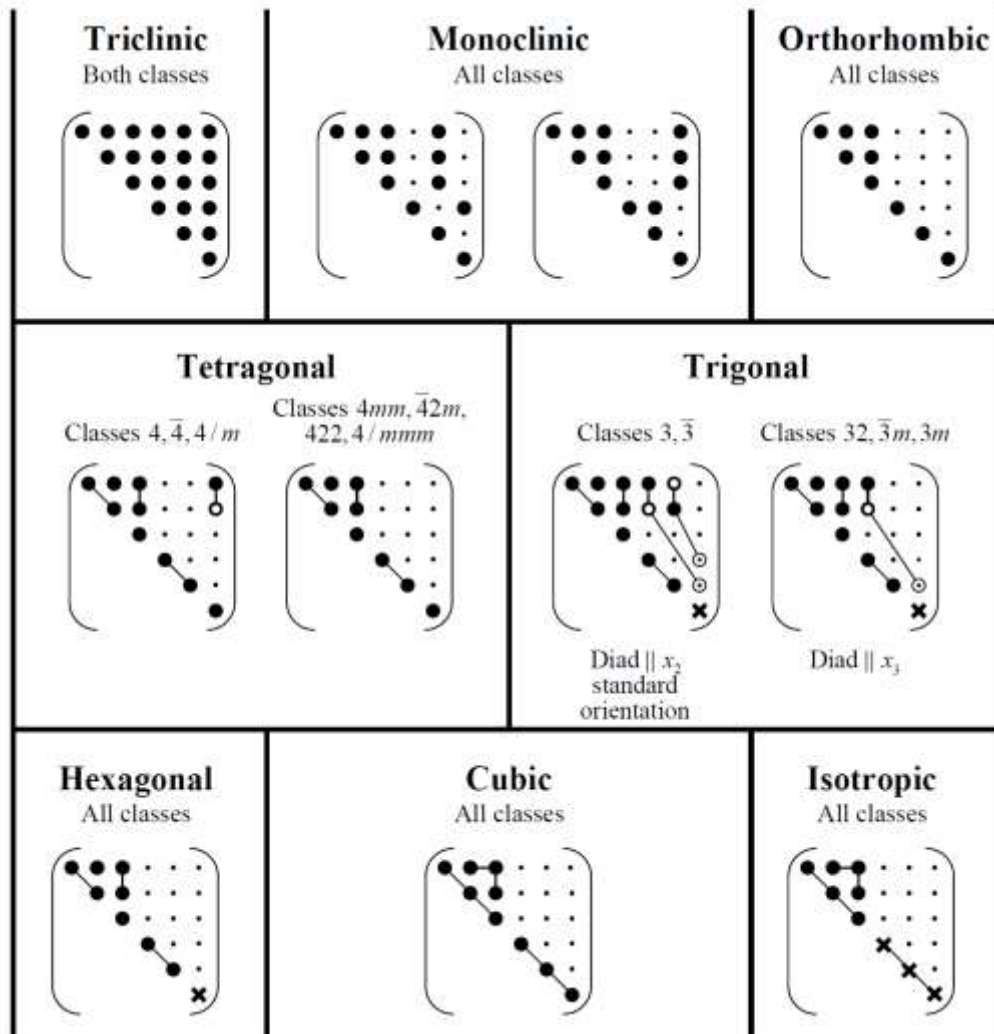 Triclinic
Both classes
Monoclinic
All classes
Orthorhombic
All classes
Tetragonal
Classes 4, 4̅, 4 / m
Classes 4mm, 4̅2m,
422, 4 / mmm
Trigonal
Classes 3, 3̅
Classes 32, 3̅m, 3m
Diad || x₂
standard
orientation
Diad || x₃
Hexagonal
All classes
Cubic
All classes
Isotropic
All classes